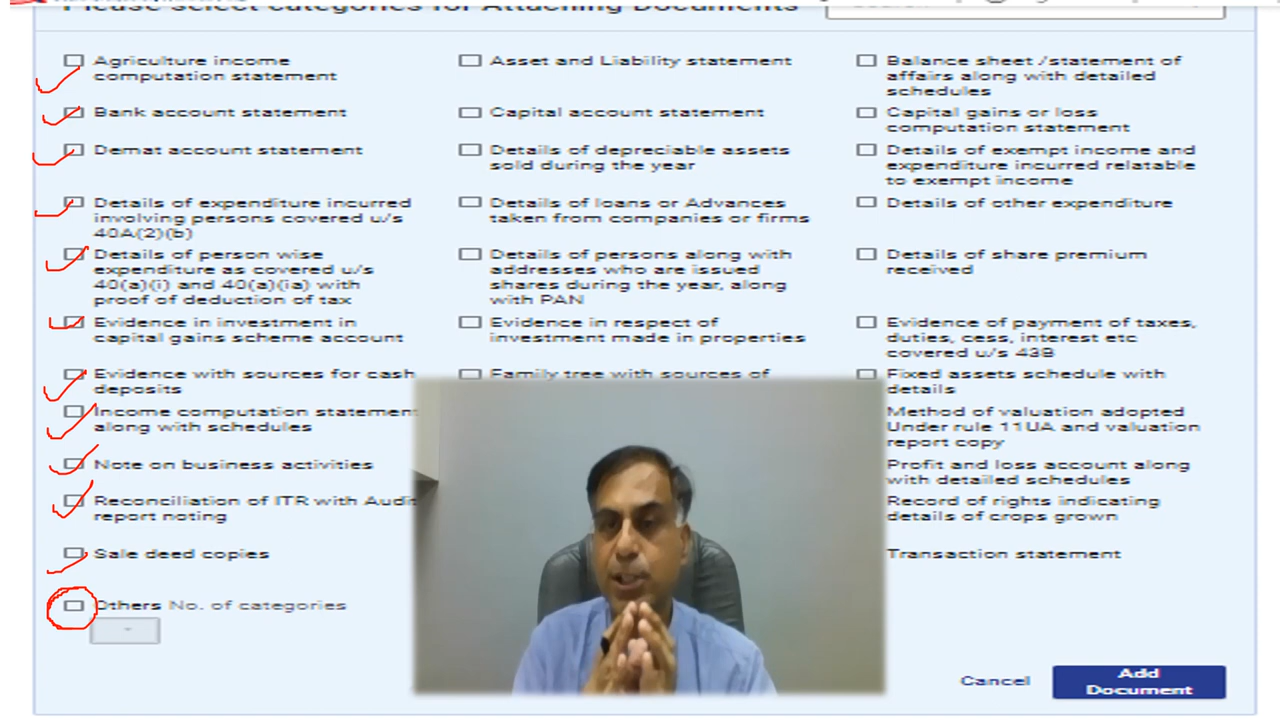 Please select categories for Attaching Documents
Agriculture income
computation statement
Asset and Liability statement
Balance sheet /statement of
affairs along with detailed
schedules
Bank account statement
Capital account statement
Capital gains or loss
computation statement
Demat account statement
Details of depreciable assets
sold during the year
Details of exempt income and
expenditure incurred relatable
to exempt income
Details of expenditure incurred
involving persons covered u/s
40A(2)(b)
Details of loans or Advances
taken from companies or firms
Details of other expenditure
Details of person wise
expenditure as covered u/s
40(a)(i) and 40(a)(ia) with
proof of deduction of tax
Details of persons along with
addresses who are issued
shares during the year, along
with PAN
Details of share premium
received
Evidence in investment in
capital gains scheme account
Evidence in respect of
investment made in properties
Evidence of payment of taxes,
duties, cess, interest etc
covered u/s 43B
Evidence with sources for cash
deposits
Family tree with sources of
Fixed assets schedule with
details
Income computation statement
along with schedules
Method of valuation adopted
Under rule 11UA and valuation
report copy
Note on business activities
Profit and loss account along
with detailed schedules
Reconciliation of ITR with Audit
report noting
Record of rights indicating
details of crops grown
Sale deed copies
Transaction statement
Others No. of categories
-
Cancel
Add
Document